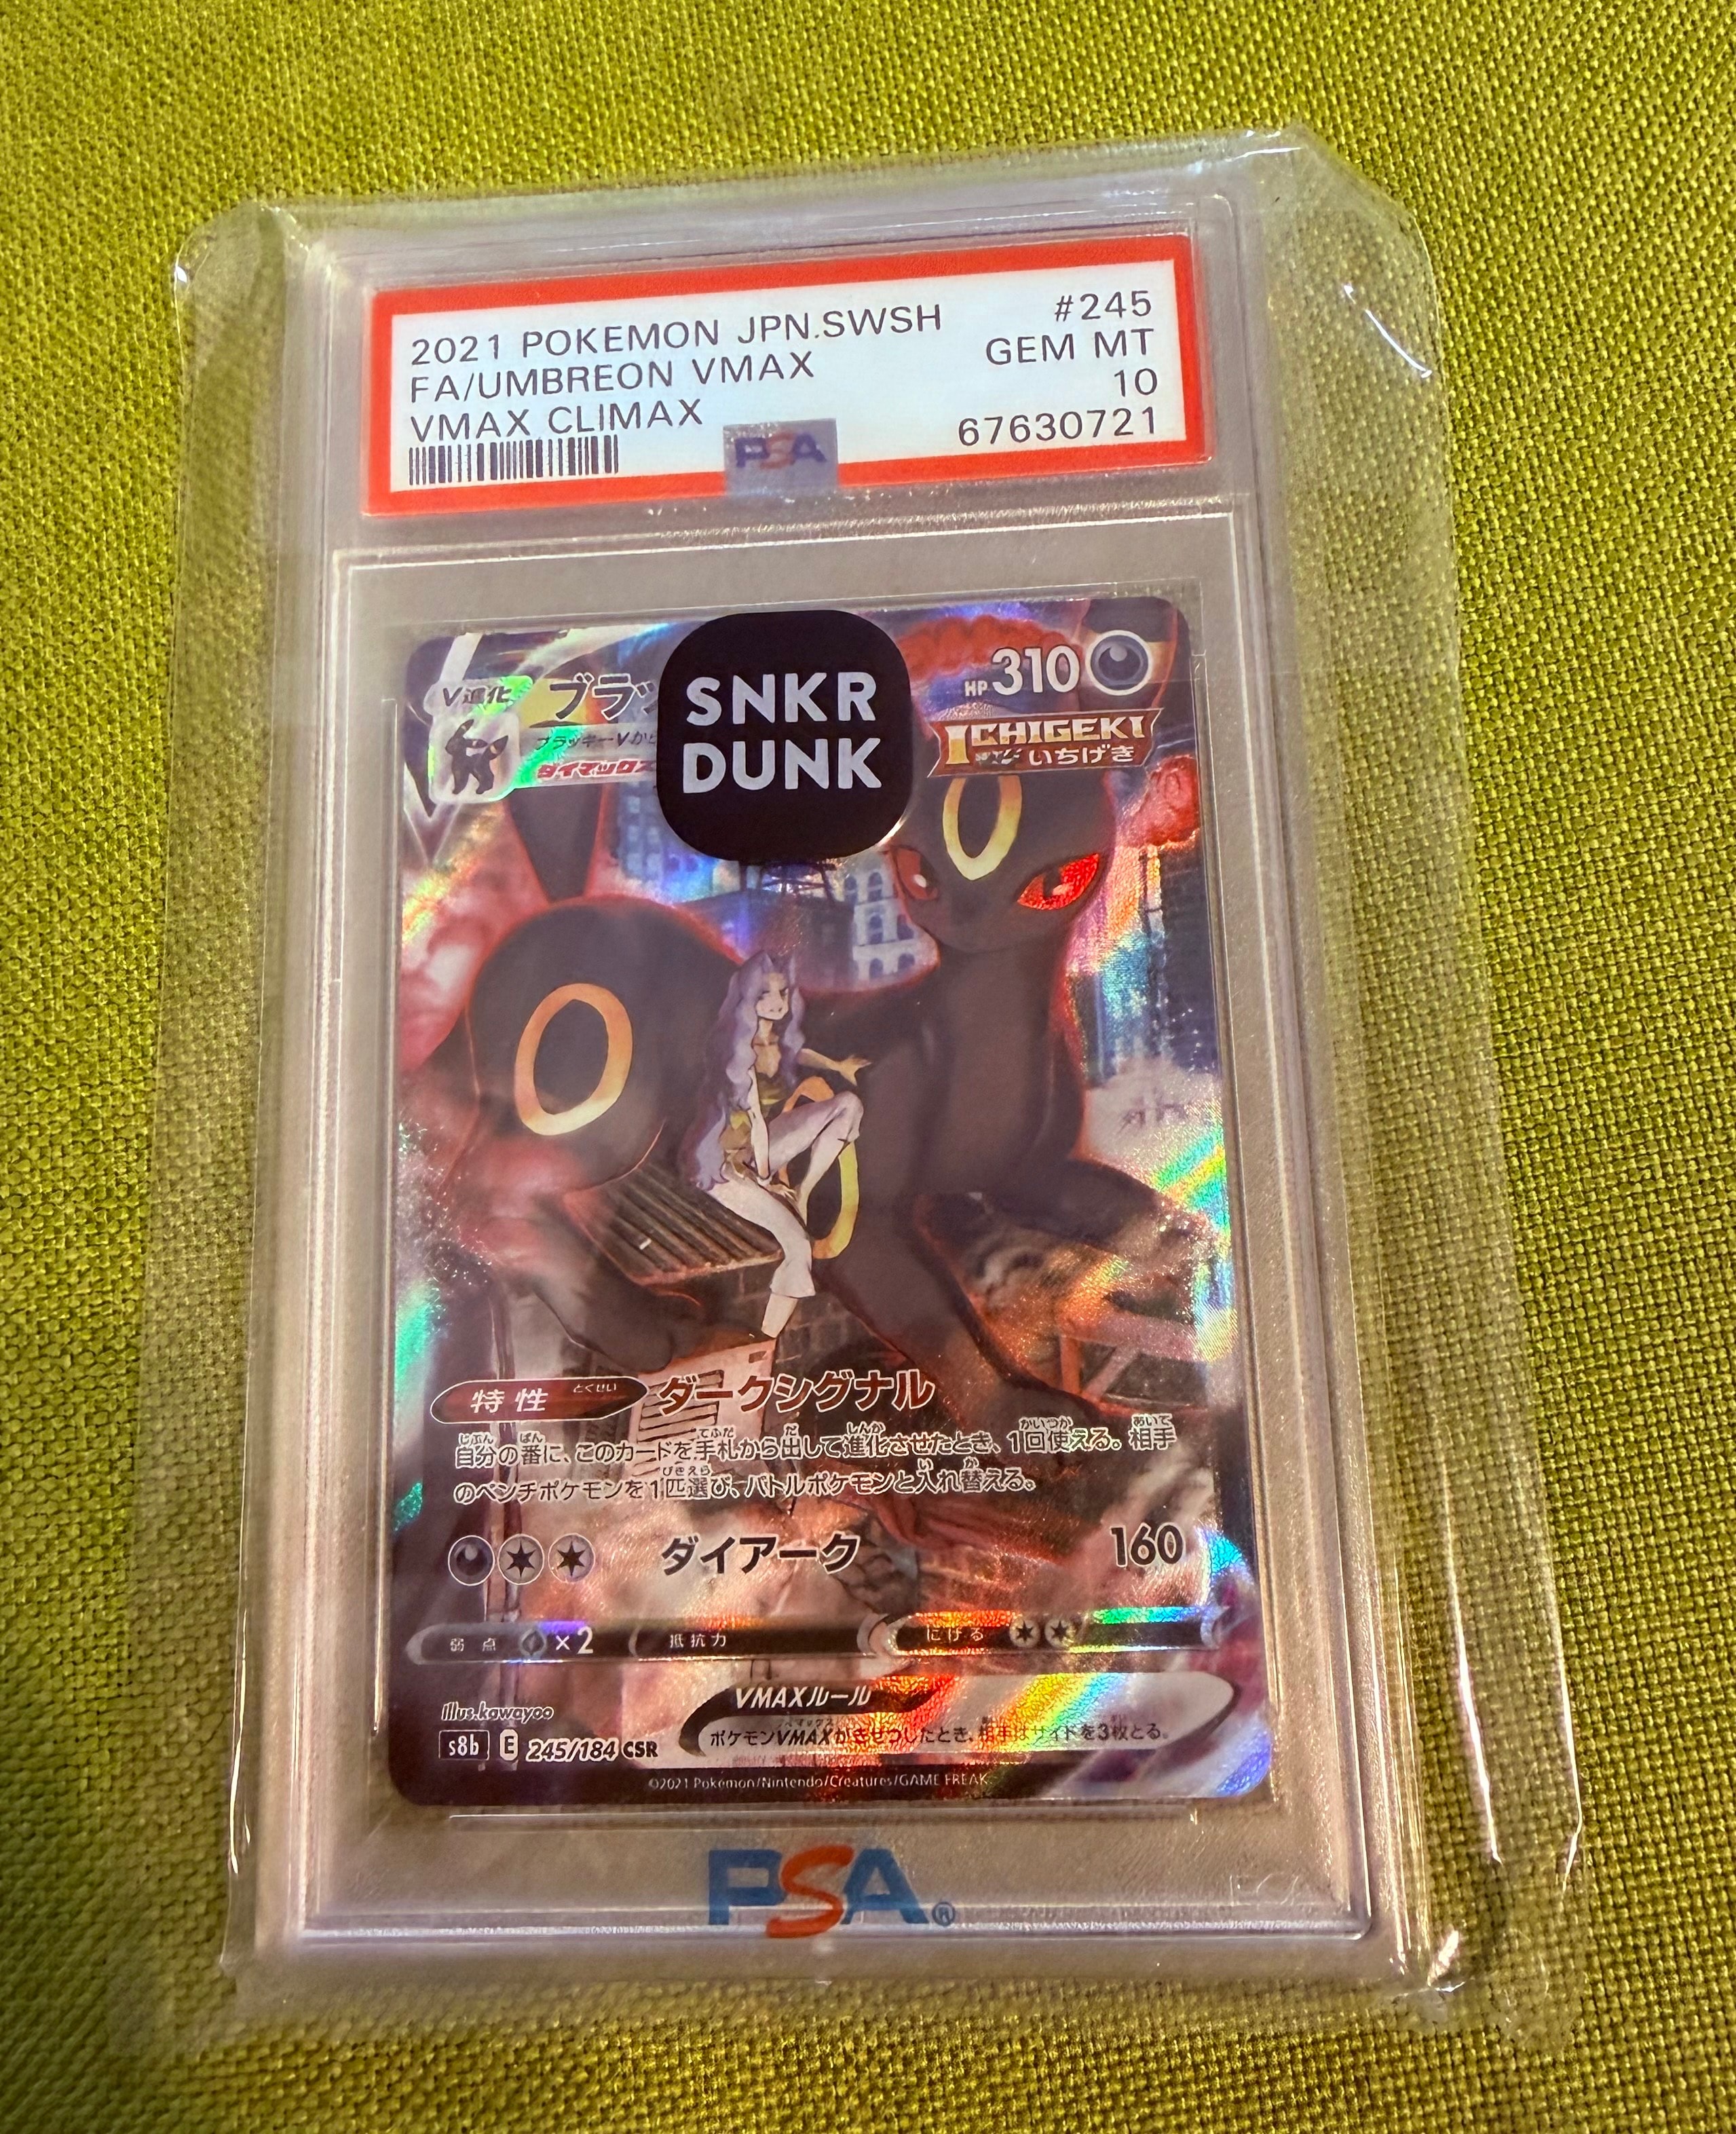 2021 POKEMON JPN.SWSH #245
FA/UMBREON VMAX GEM MT
VMAX CLIMAX 10
67630721
PSA
V進化 ブラッ
HP 310
ブラッキーVから
ダイマックス
SNKR
DUNK
ICHIGEKI
いちげき
特性 とくせい ダークシグナル
自分の番に、このカードを手札から出して進化させたとき、1回使える。相手
のベンチポケモンを1匹選び、バトルポケモンと入れ替える。
ダイアーク 160
弱点 ×2 抵抗力 にげる
VMAXルール
ポケモンVMAXがきぜつしたとき、相手はサイドを3枚とる。
Illus.kawayoo
s8b E 245/184 CSR
©2021 Pokémon/Nintendo/Creatures/GAME FREAK
PSA®